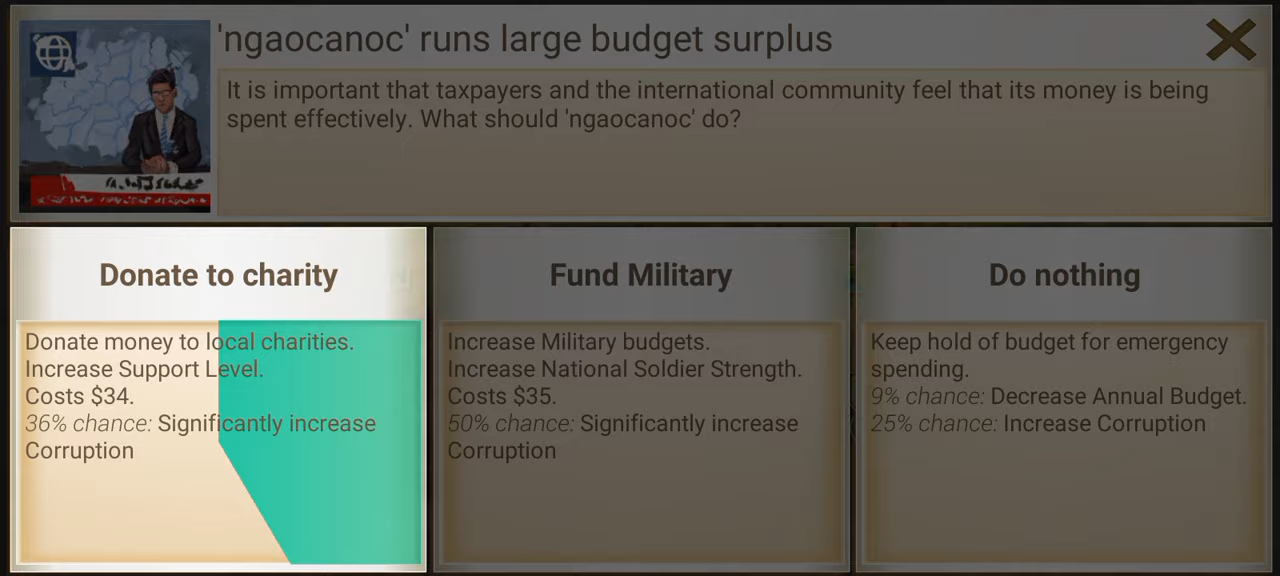 'ngaocanoc' runs large budget surplus
It is important that taxpayers and the international community feel that its money is being
spent effectively. What should 'ngaocanoc' do?
Donate to charity
Donate money to local charities.
Increase Support Level.
Costs $34.
36% chance: Significantly increase
Corruption
Fund Military
Increase Military budgets.
Increase National Soldier Strength.
Costs $35.
50% chance: Significantly increase
Corruption
Do nothing
Keep hold of budget for emergency
spending.
9% chance: Decrease Annual Budget.
25% chance: Increase Corruption